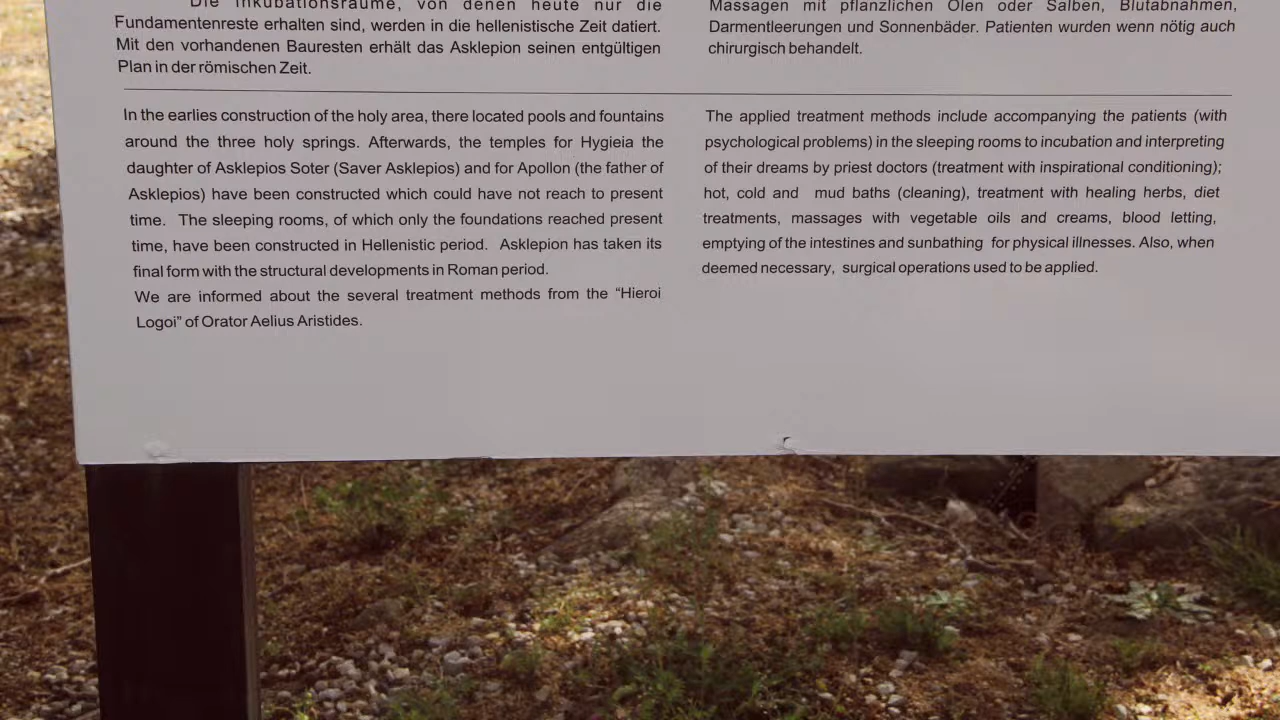 Die Inkubationsräume, von denen heute nur die
Fundamentenreste erhalten sind, werden in die hellenistische Zeit datiert.
Mit den vorhandenen Bauresten erhält das Asklepion seinen entgültigen
Plan in der römischen Zeit.
Massagen mit pflanzlichen Ölen oder Salben, Blutabnahmen,
Darmentleerungen und Sonnenbäder. Patienten wurden wenn nötig auch
chirurgisch behandelt.
In the earlies construction of the holy area, there located pools and fountains
around the three holy springs. Afterwards, the temples for Hygieia the
daughter of Asklepios Soter (Saver Asklepios) and for Apollon (the father of
Asklepios) have been constructed which could have not reach to present
time. The sleeping rooms, of which only the foundations reached present
time, have been constructed in Hellenistic period. Asklepion has taken its
final form with the structural developments in Roman period.
We are informed about the several treatment methods from the “Hieroi
Logoi” of Orator Aelius Aristides.
The applied treatment methods include accompanying the patients (with
psychological problems) in the sleeping rooms to incubation and interpreting
of their dreams by priest doctors (treatment with inspirational conditioning);
hot, cold and mud baths (cleaning), treatment with healing herbs, diet
treatments, massages with vegetable oils and creams, blood letting,
emptying of the intestines and sunbathing for physical illnesses. Also, when
deemed necessary, surgical operations used to be applied.